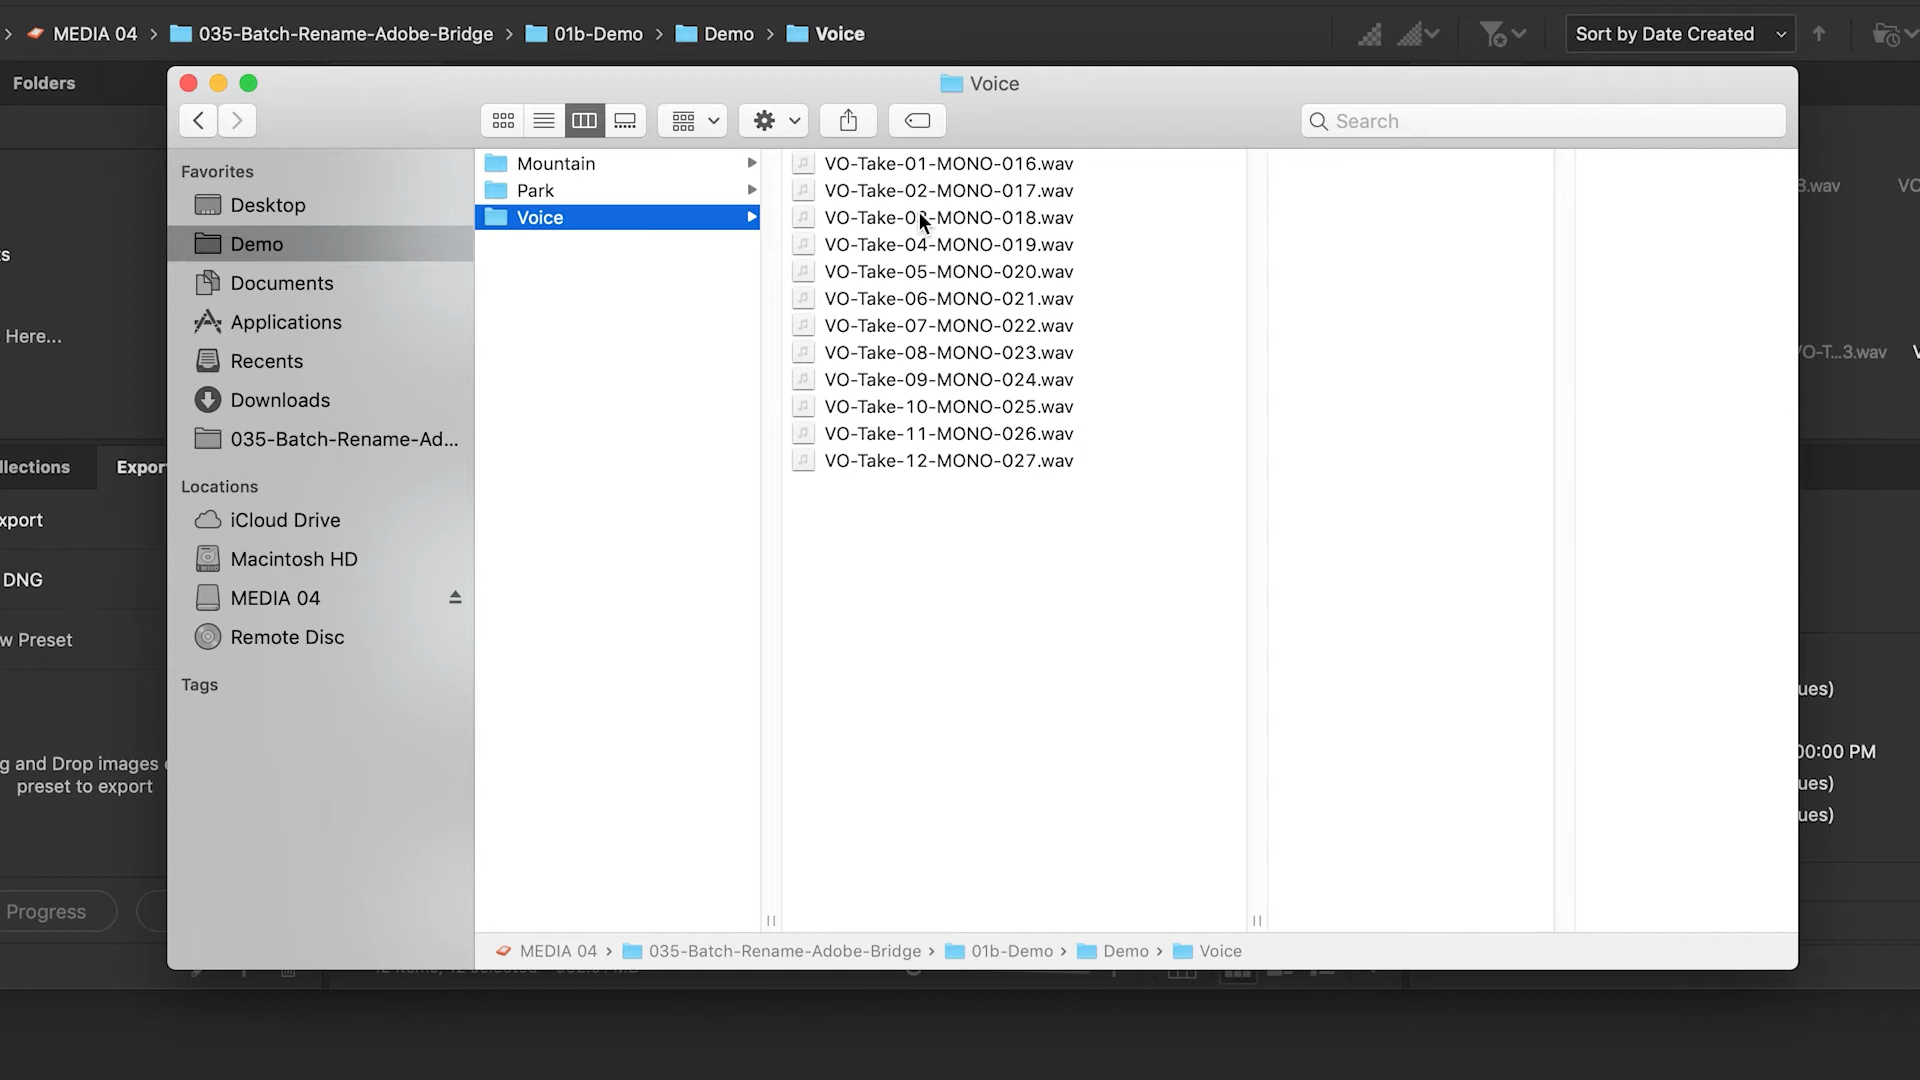 MEDIA 04 > 035-Batch-Rename-Adobe-Bridge > 01b-Demo > Demo > Voice
Sort by Date Created
Folders
Voice
Search
Favorites
Desktop
Demo
Documents
Applications
Recents
Downloads
035-Batch-Rename-Ad...
Locations
iCloud Drive
Macintosh HD
MEDIA 04
Remote Disc
Tags
Mountain
Park
Voice
VO-Take-01-MONO-016.wav
VO-Take-02-MONO-017.wav
VO-Take-03-MONO-018.wav
VO-Take-04-MONO-019.wav
VO-Take-05-MONO-020.wav
VO-Take-06-MONO-021.wav
VO-Take-07-MONO-022.wav
VO-Take-08-MONO-023.wav
VO-Take-09-MONO-024.wav
VO-Take-10-MONO-025.wav
VO-Take-11-MONO-026.wav
VO-Take-12-MONO-027.wav
MEDIA 04 > 035-Batch-Rename-Adobe-Bridge > 01b-Demo > Demo > Voice
Here...
llections
Expor
xport
DNG
w Preset
g and Drop images
preset to export
Progress
3.wav
VO
O-T...3.wav
ues)
00:00 PM
ues)
ues)